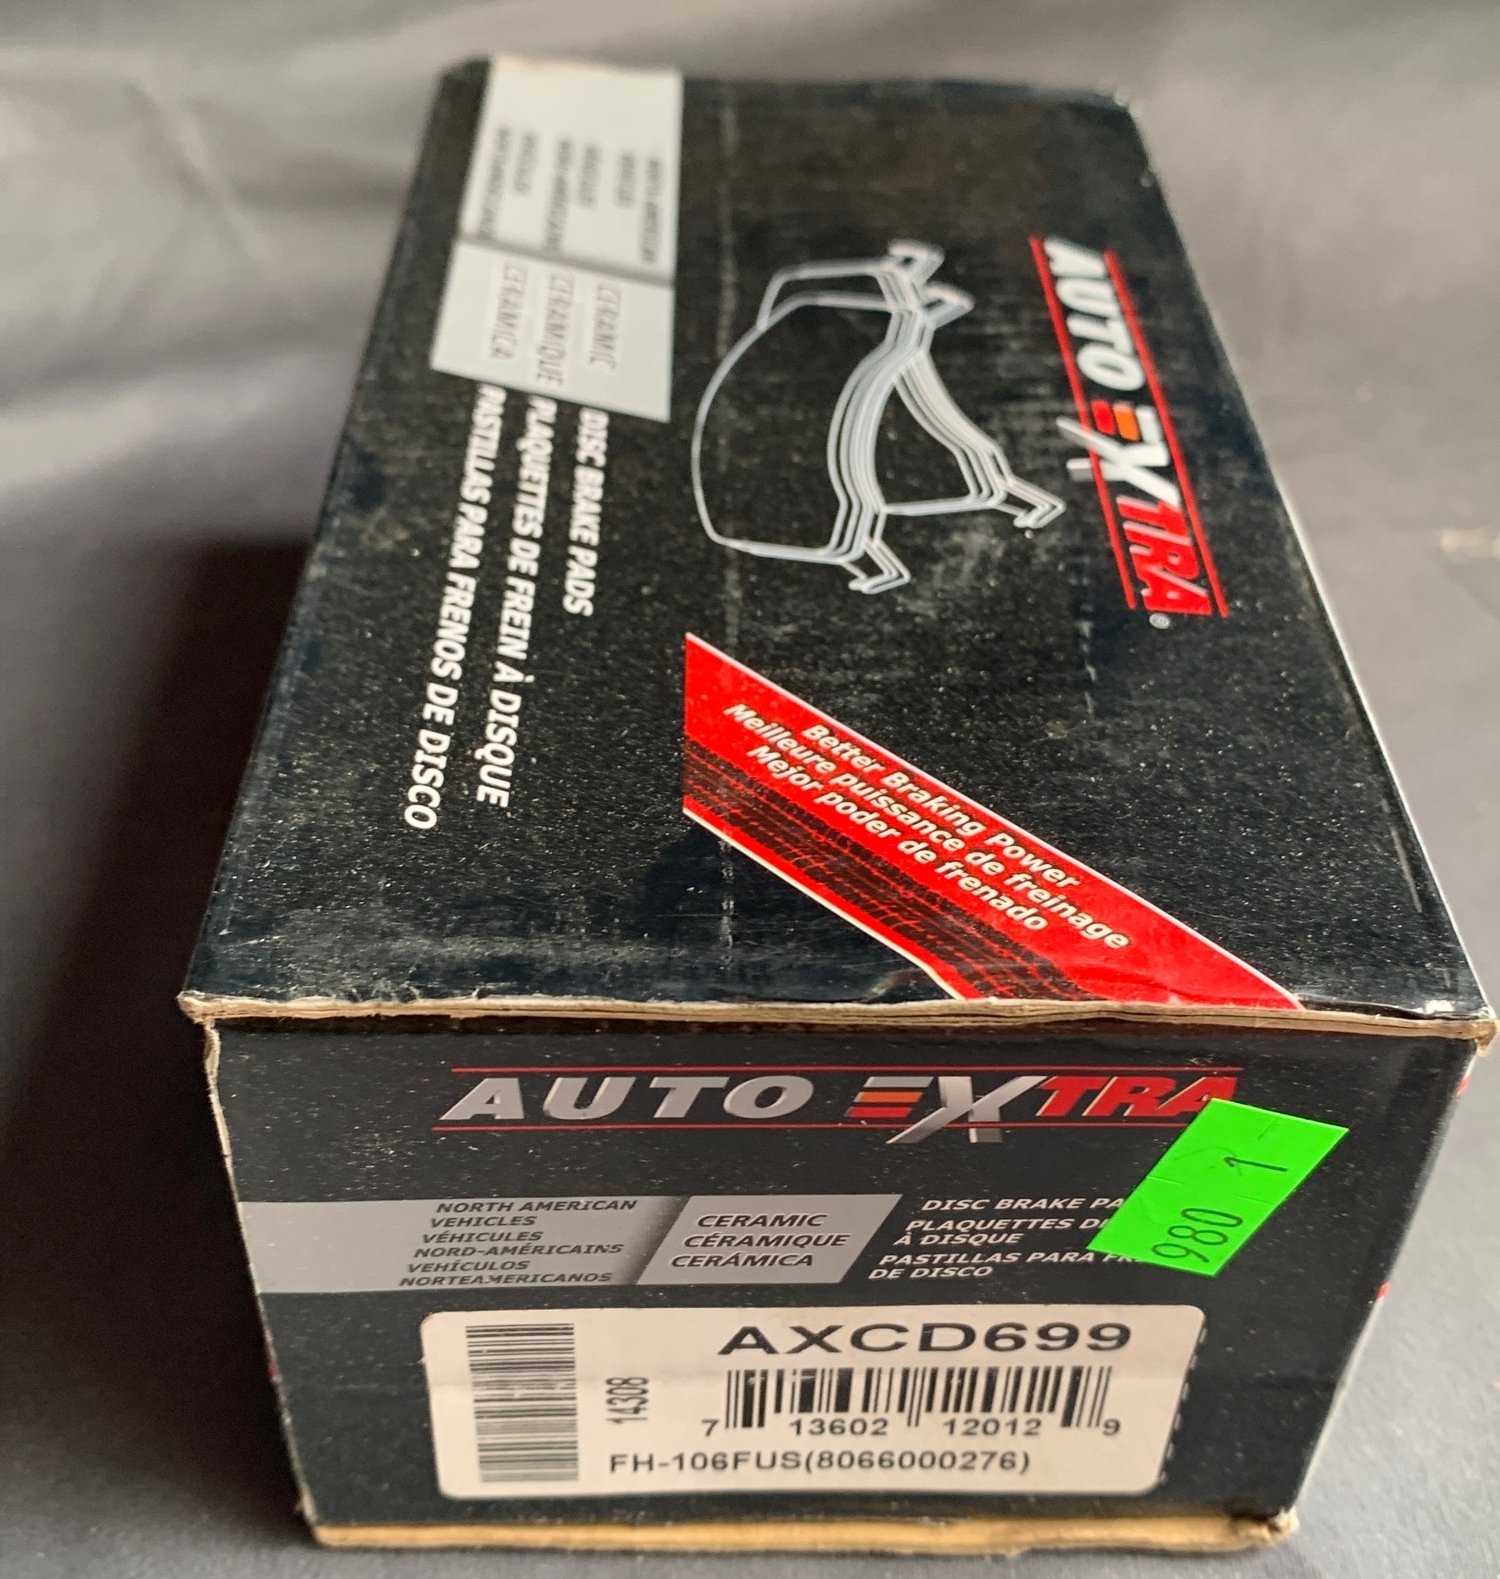 AUTO EXTRA®
CERAMIC
CERAMIQUE
CERAMICA
DISC BRAKE PADS
PLAQUETTES DE FREIN À DISQUE
PASTILLAS PARA FRENOS DE DISCO
Better Braking Power
Meilleure puissance de freinage
Mejor poder de frenado
AUTO EXTRA
NORTH AMERICAN
VEHICLES
VÉHICULES
NORD-AMÉRICAINS
VEHÍCULOS
NORTEAMERICANOS
CERAMIC
CÉRAMIQUE
CERÁMICA
DISC BRAKE PA
PLAQUETTES D
À DISQUE
PASTILLAS PARA FR
DE DISCO
1
980
AXCD699
14308
7 13602 12012 9
FH-106FUS(8066000276)